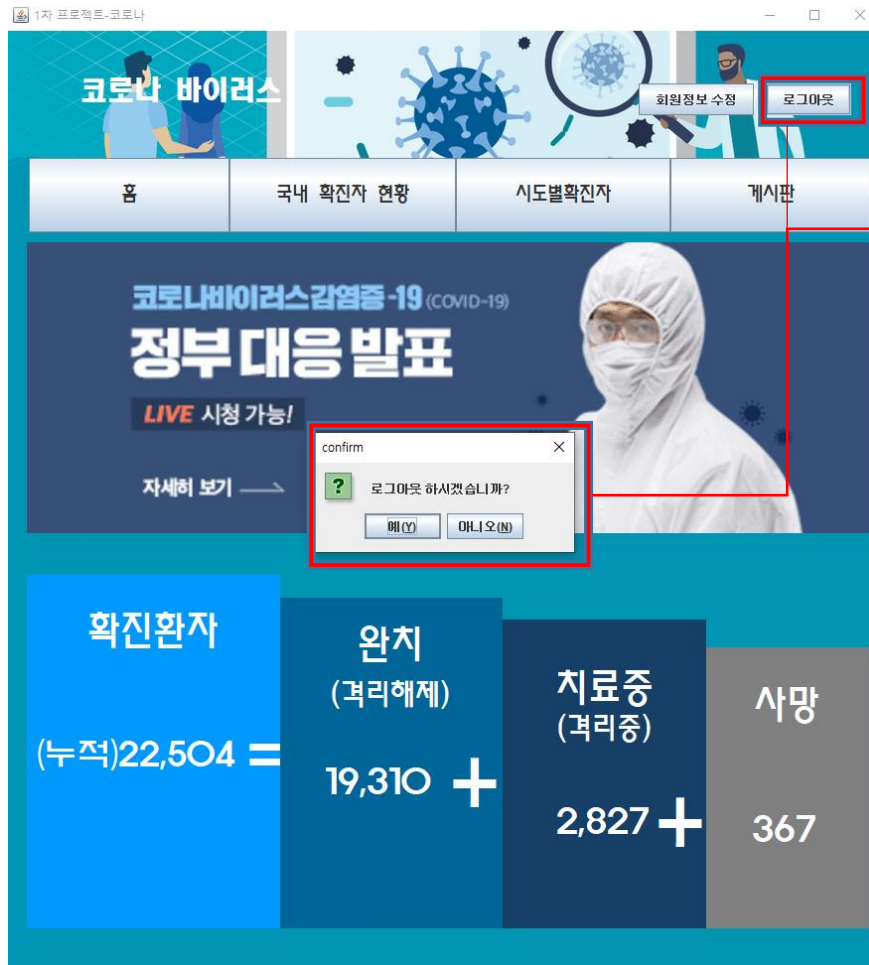 1차 프로젝트-코로나
코로나 바이러스
회원정보 수정
로그아웃
홈
국내 확진자 현황
시도별확진자
게시판
코로나바이러스감염증-19 (COVID-19)
정부 대응 발표
LIVE 시청 가능!
자세히 보기
confirm
로그아웃 하시겠습니까?
예(Y)
아니오(N)
확진환자
(누적)22,504 =
완치
(격리해제)
19,310 +
치료중
(격리중)
2,827 +
사망
367